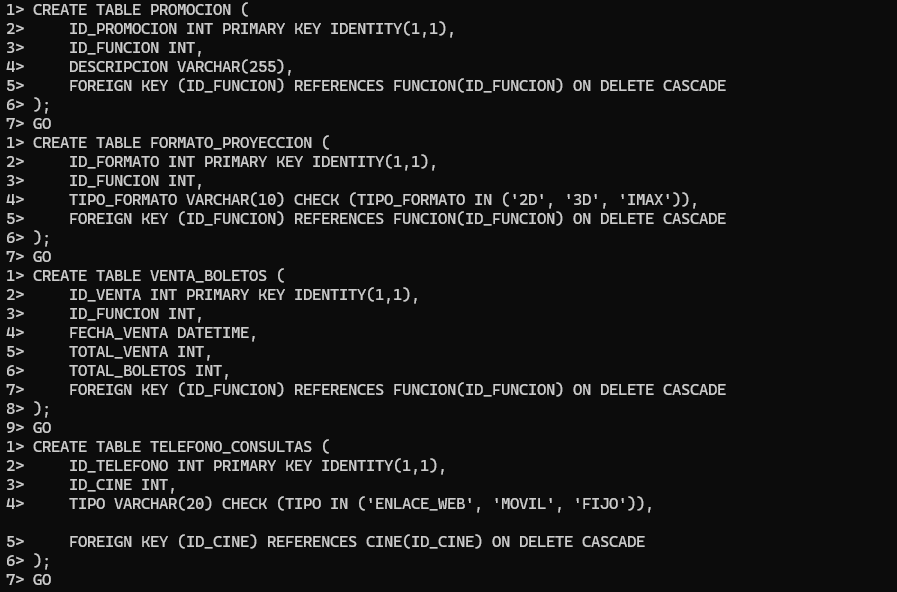 1> CREATE TABLE PROMOCION (
2>     ID_PROMOCION INT PRIMARY KEY IDENTITY(1,1),
3>     ID_FUNCION INT,
4>     DESCRIPCION VARCHAR(255),
5>     FOREIGN KEY (ID_FUNCION) REFERENCES FUNCION(ID_FUNCION) ON DELETE CASCADE
6> );
7> GO
1> CREATE TABLE FORMATO_PROYECCION (
2>     ID_FORMATO INT PRIMARY KEY IDENTITY(1,1),
3>     ID_FUNCION INT,
4>     TIPO_FORMATO VARCHAR(10) CHECK (TIPO_FORMATO IN ('2D', '3D', 'IMAX')),
5>     FOREIGN KEY (ID_FUNCION) REFERENCES FUNCION(ID_FUNCION) ON DELETE CASCADE
6> );
7> GO
1> CREATE TABLE VENTA_BOLETOS (
2>     ID_VENTA INT PRIMARY KEY IDENTITY(1,1),
3>     ID_FUNCION INT,
4>     FECHA_VENTA DATETIME,
5>     TOTAL_VENTA INT,
6>     TOTAL_BOLETOS INT,
7>     FOREIGN KEY (ID_FUNCION) REFERENCES FUNCION(ID_FUNCION) ON DELETE CASCADE
8> );
9> GO
1> CREATE TABLE TELEFONO_CONSULTAS (
2>     ID_TELEFONO INT PRIMARY KEY IDENTITY(1,1),
3>     ID_CINE INT,
4>     TIPO VARCHAR(20) CHECK (TIPO IN ('ENLACE_WEB', 'MOVIL', 'FIJO')),
5>     FOREIGN KEY (ID_CINE) REFERENCES CINE(ID_CINE) ON DELETE CASCADE
6> );
7> GO